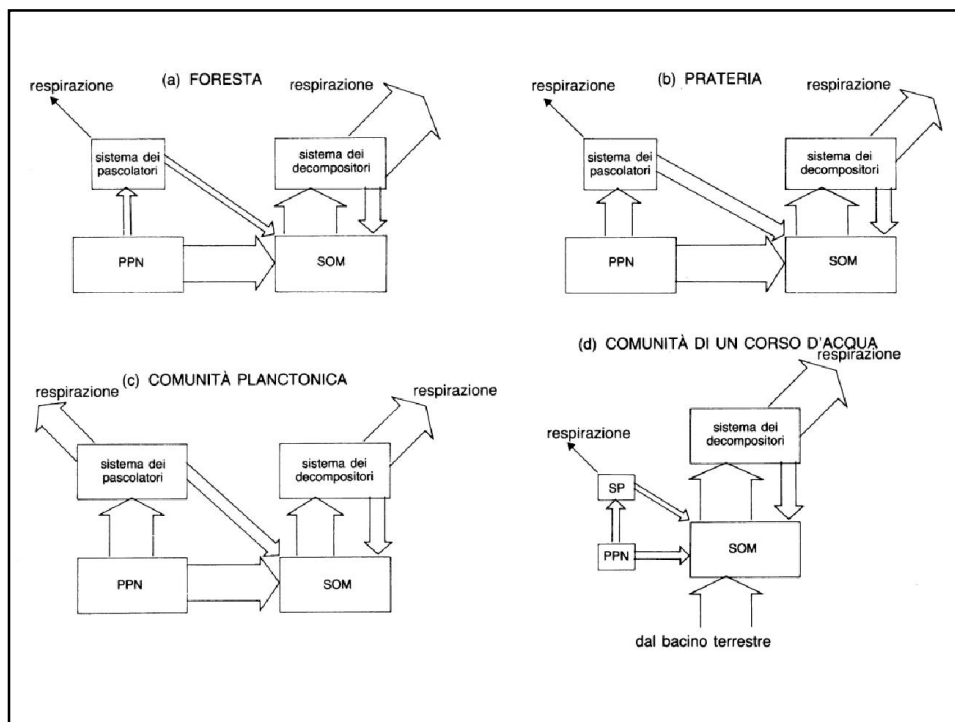 (a) FORESTA
respirazione
respirazione
sistema dei
pascolatori
sistema dei
decompositori
PPN
SOM
(b) PRATERIA
respirazione
respirazione
sistema dei
pascolatori
sistema dei
decompositori
PPN
SOM
(c) COMUNITÀ PLANCTONICA
respirazione
respirazione
sistema dei
pascolatori
sistema dei
decompositori
PPN
SOM
(d) COMUNITÀ DI UN CORSO D'ACQUA
respirazione
respirazione
sistema dei
decompositori
SP
PPN
SOM
dal bacino terrestre